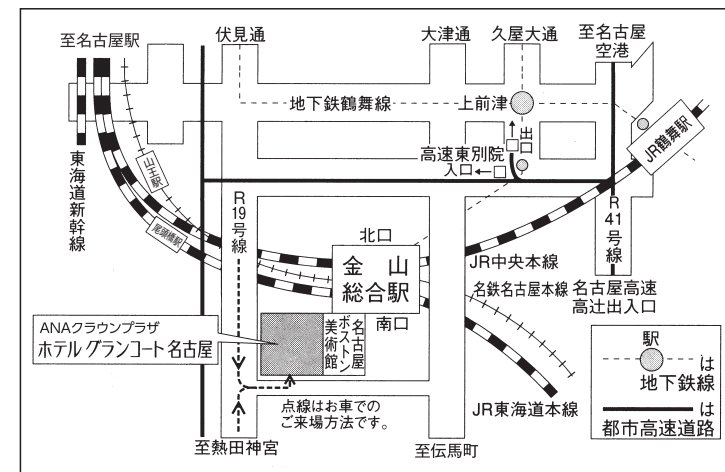 至名古屋駅
伏見通
大津通
久屋大通
至名古屋
空港
地下鉄鶴舞線
上前津
出口
高速東別院
入口
JR鶴舞駅
東海道新幹線
山王駅
尾頭橋駅
R19号線
R41号線
北口
金山
総合駅
南口
JR中央本線
名鉄名古屋本線
名古屋高速
高辻出入口
ANAクラウンプラザ
ホテルグランコート名古屋
名古屋
ボストン
美術館
点線はお車での
ご来場方法です。
JR東海道本線
至熱田神宮
至伝馬町
駅
は
地下鉄線
は
都市高速道路